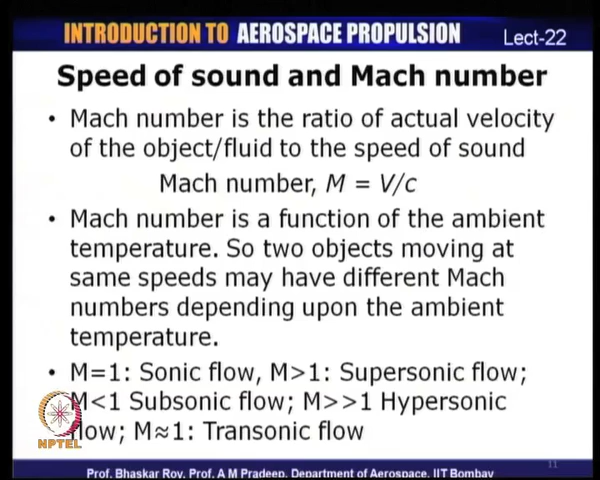 INTRODUCTION TO AEROSPACE PROPULSION
Lect-22
Speed of sound and Mach number
• Mach number is the ratio of actual velocity
of the object/fluid to the speed of sound
Mach number, M = V/c
• Mach number is a function of the ambient
temperature. So two objects moving at
same speeds may have different Mach
numbers depending upon the ambient
temperature.
• M=1: Sonic flow, M>1: Supersonic flow;
M<1 Subsonic flow; M>>1 Hypersonic
flow; M≈1: Transonic flow
NPTEL
11
Prof. Bhaskar Roy, Prof. A M Pradeep, Department of Aerospace, IIT Bombay